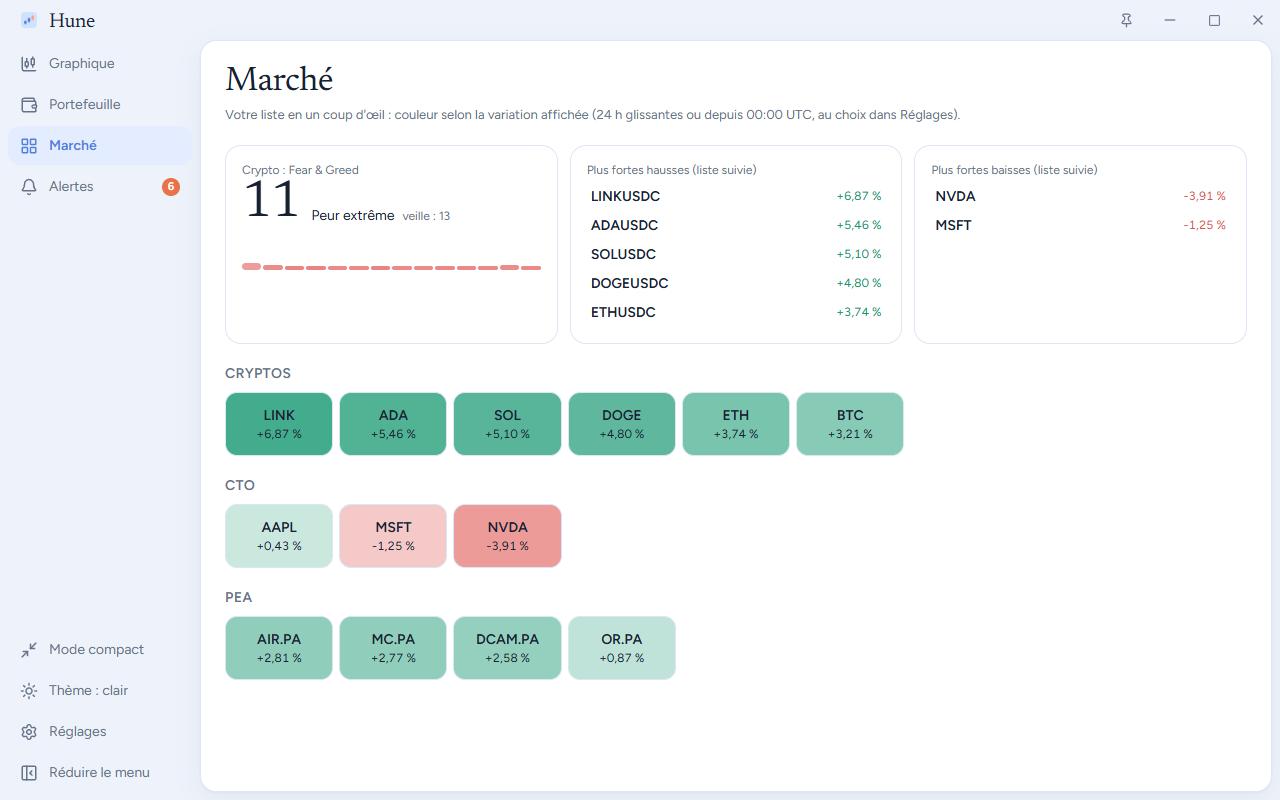 Hune
Graphique
Portefeuille
Marché
Alertes
6
Mode compact
Thème : clair
Réglages
Réduire le menu
Marché
Votre liste en un coup d'œil : couleur selon la variation affichée (24 h glissantes ou depuis 00:00 UTC, au choix dans Réglages).
Crypto : Fear & Greed
11 Peur extrême veille : 13
Plus fortes hausses (liste suivie)
LINKUSDC +6,87 %
ADAUSDC +5,46 %
SOLUSDC +5,10 %
DOGEUSDC +4,80 %
ETHUSDC +3,74 %
Plus fortes baisses (liste suivie)
NVDA -3,91 %
MSFT -1,25 %
CRYPTOS
LINK ADA SOL DOGE ETH BTC
+6,87 % +5,46 % +5,10 % +4,80 % +3,74 % +3,21 %
CTO
AAPL MSFT NVDA
+0,43 % -1,25 % -3,91 %
PEA
AIR.PA MC.PA DCAM.PA OR.PA
+2,81 % +2,77 % +2,58 % +0,87 %